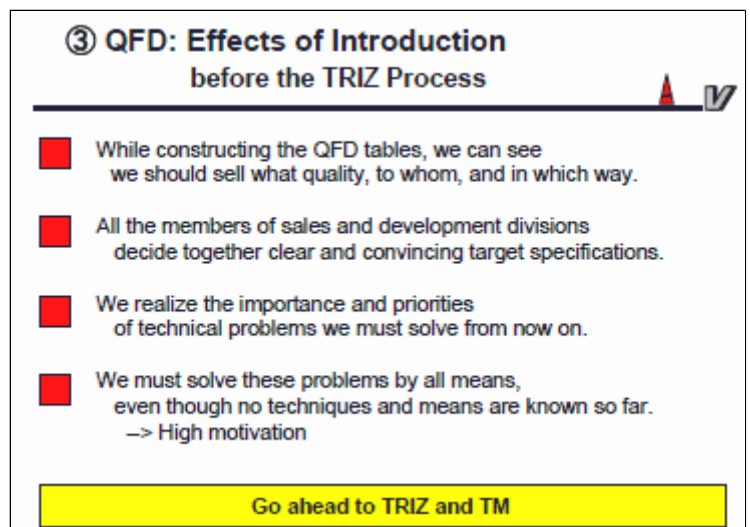 ③ QFD: Effects of Introduction
before the TRIZ Process
V
While constructing the QFD tables, we can see
we should sell what quality, to whom, and in which way.
All the members of sales and development divisions
decide together clear and convincing target specifications.
We realize the importance and priorities
of technical problems we must solve from now on.
We must solve these problems by all means,
even though no techniques and means are known so far.
–> High motivation
Go ahead to TRIZ and TM